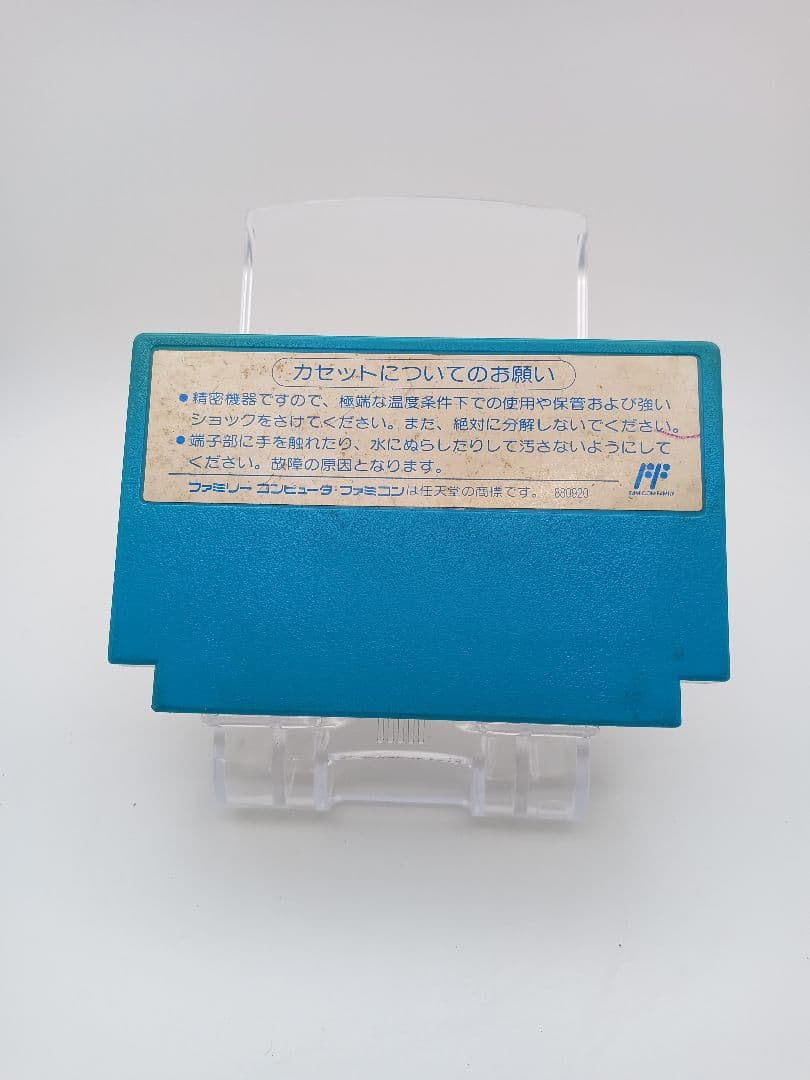 カセットについてのお願い
●精密機器ですので、極端な温度条件下での使用や保管および強い
ショックをさけてください。また、絶対に分解しないでください。
●端子部に手を触れたり、水にぬらしたりして汚さないようにして
ください。故障の原因となります。
ファミリーコンピュータ・ファミコンは任天堂の商標です。 880920
FF
FAMICOM FAMILY